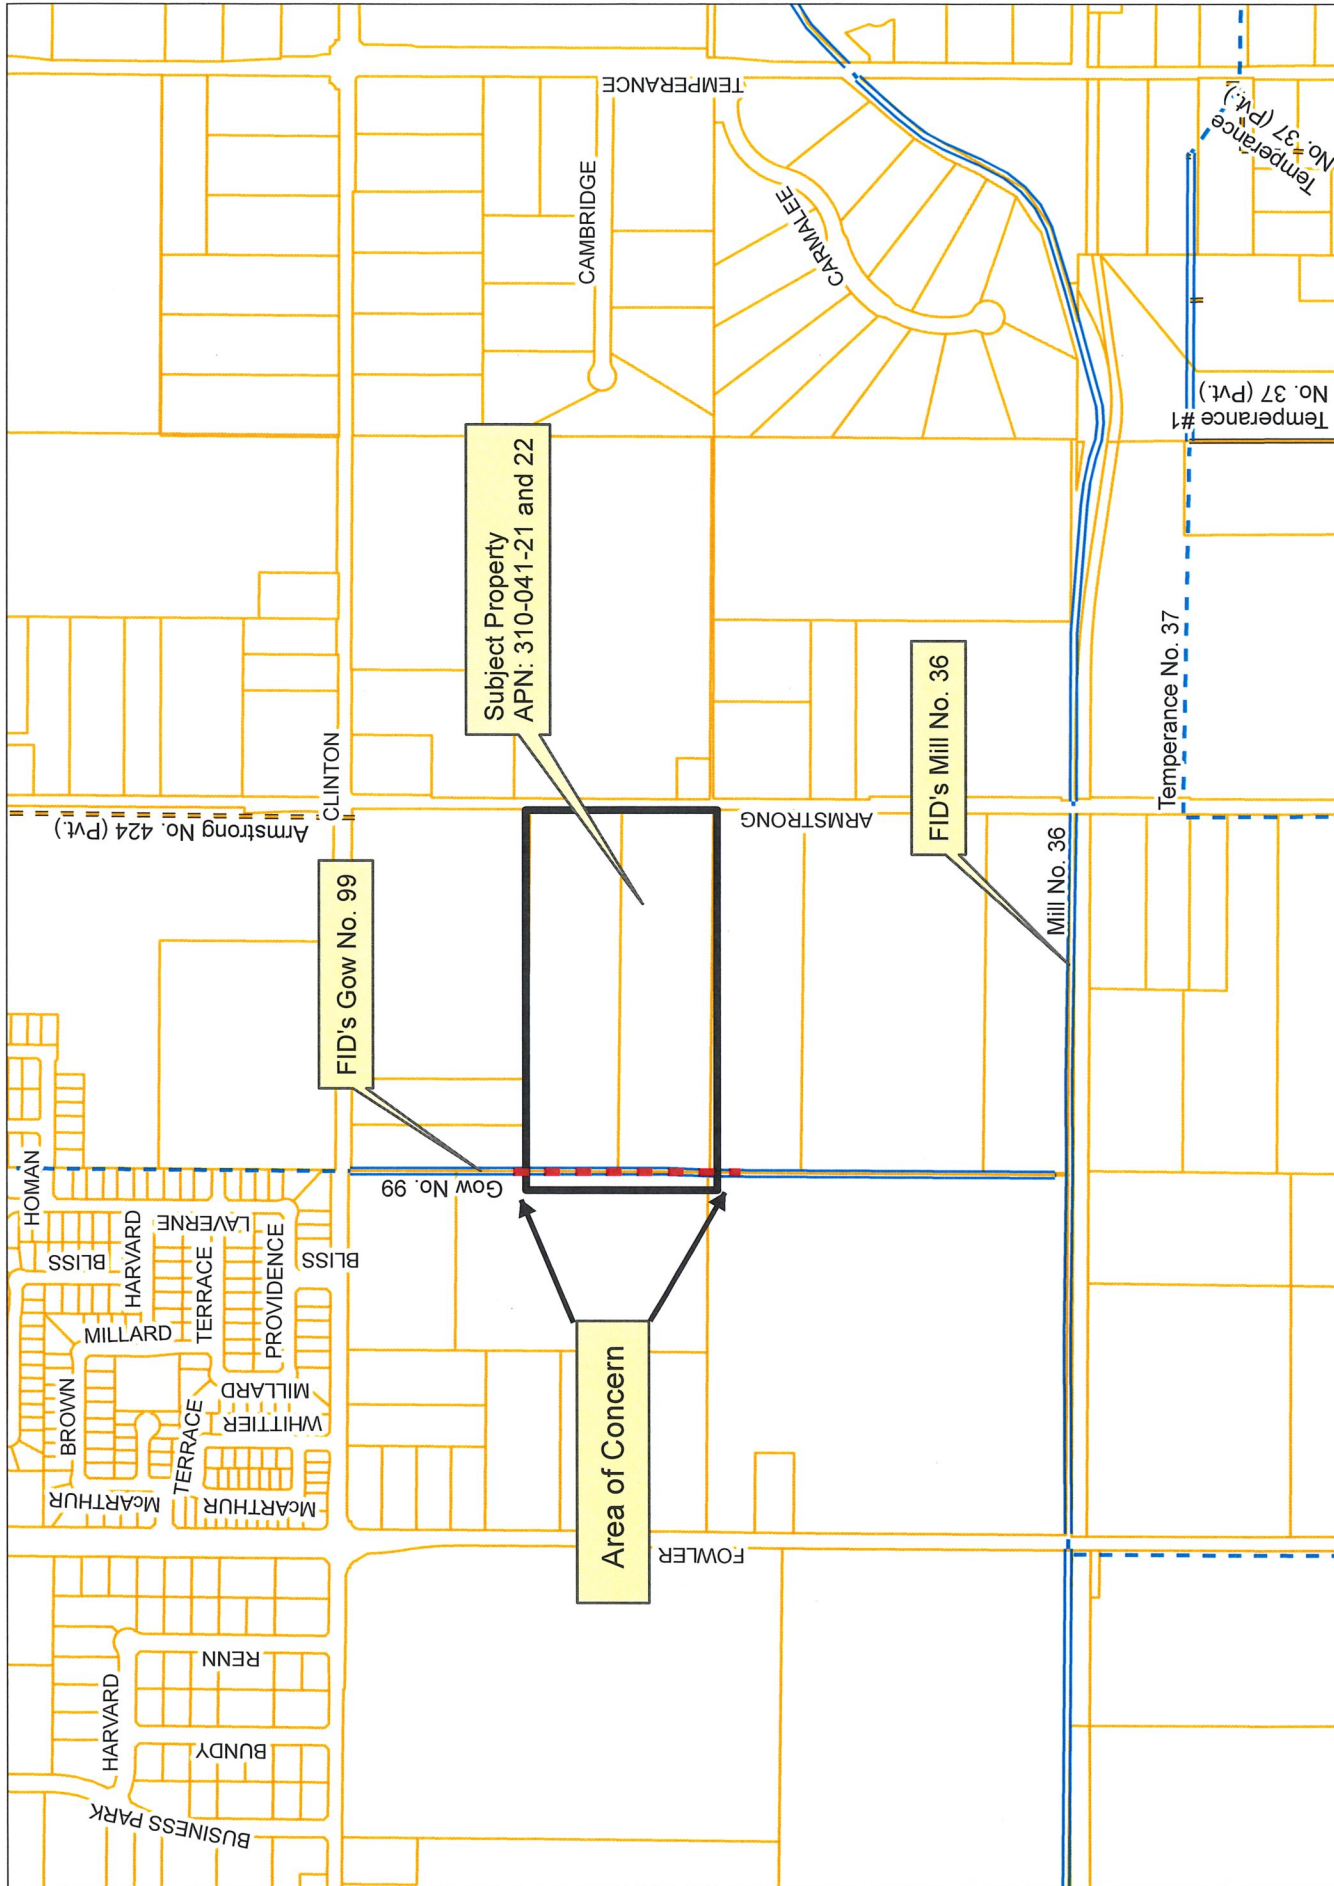 TEMPERANCE
CAMBRIDGE
CARMALEE
Temperance
No. 37 (Pvt.)
Temperance #1
No. 37 (Pvt.)
Subject Property
APN: 310-041-21 and 22
CLINTON
Armstrong No. 424 (Pvt.)
ARMSTRONG
FID's Mill No. 36
Mill No. 36
Temperance No. 37
FID's Gow No. 99
Gow No. 99
Area of Concern
HOMAN
BLISS
HARVARD
LAVERNE
TERRACE
PROVIDENCE
BLISS
MILLARD
MILLARD
BROWN
WHITTIER
TERRACE
McARTHUR
McARTHUR
FOWLER
RENN
HARVARD
BUNDY
BUSINESS PARK